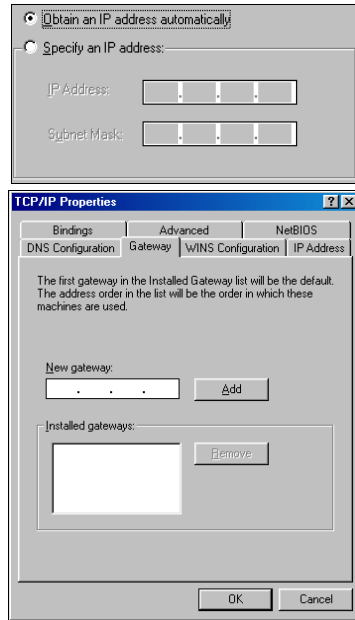 Obtain an IP address automatically
Specify an IP address:
IP Address:
Subnet Mask:
TCP/IP Properties
Bindings Advanced NetBIOS
DNS Configuration Gateway WINS Configuration IP Address
The first gateway in the Installed Gateway list will be the default.
The address order in the list will be the order in which these
machines are used.
New gateway:
Add
Installed gateways:
Remove
OK Cancel